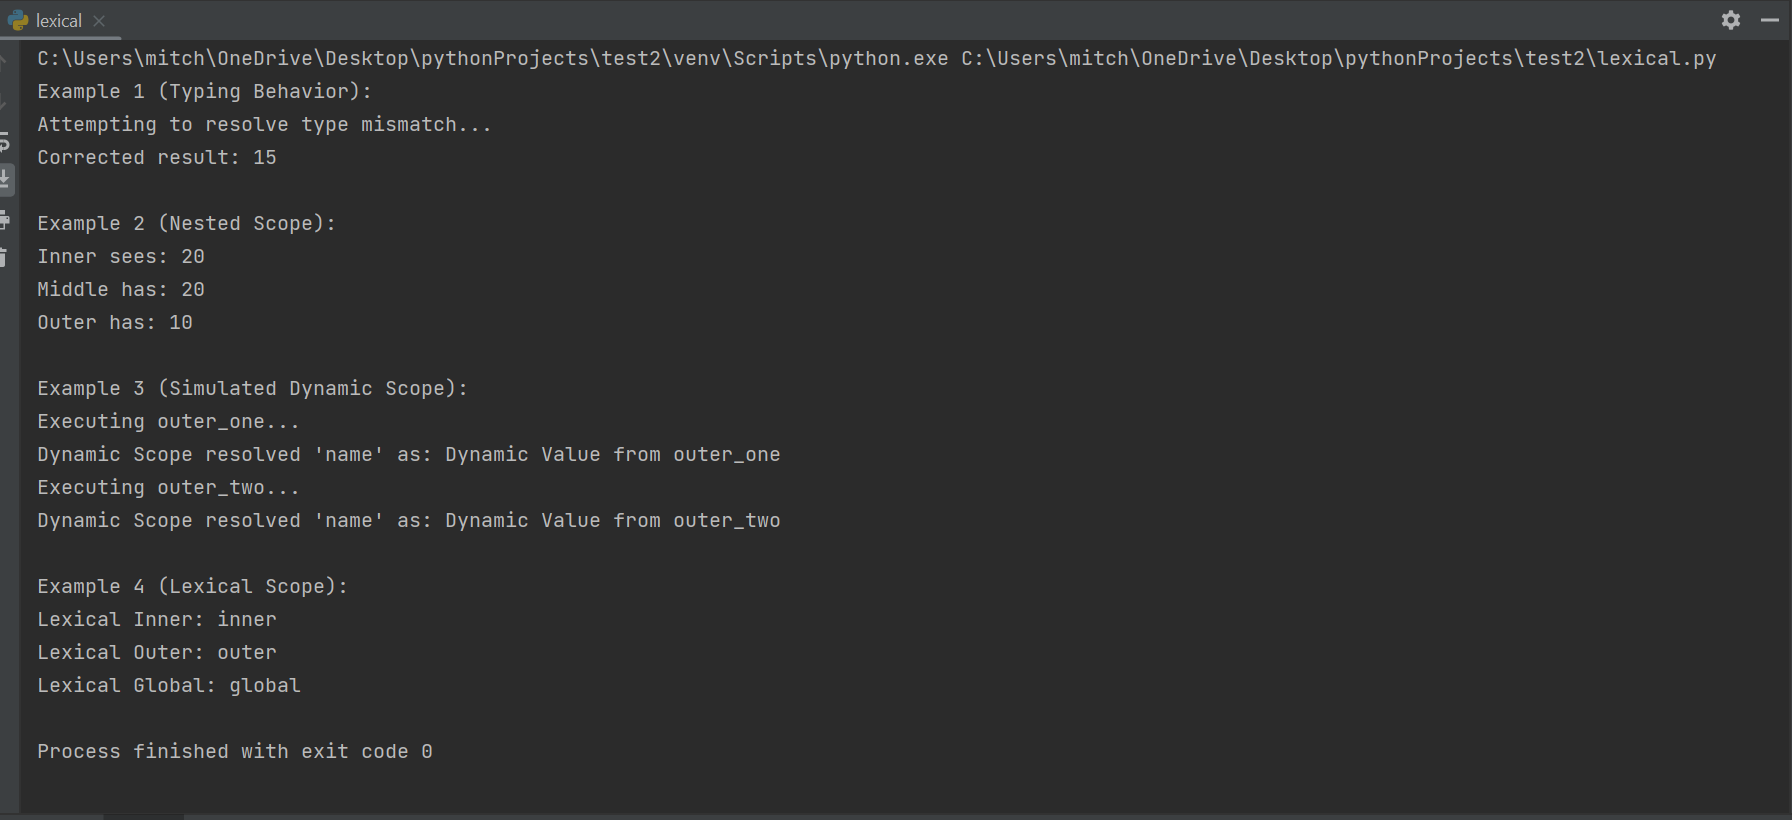 lexical
C:\Users\mitch\OneDrive\Desktop\pythonProjects\test2\venv\Scripts\python.exe C:\Users\mitch\OneDrive\Desktop\pythonProjects\test2\lexical.py
Example 1 (Typing Behavior):
Attempting to resolve type mismatch...
Corrected result: 15
Example 2 (Nested Scope):
Inner sees: 20
Middle has: 20
Outer has: 10
Example 3 (Simulated Dynamic Scope):
Executing outer_one...
Dynamic Scope resolved 'name' as: Dynamic Value from outer_one
Executing outer_two...
Dynamic Scope resolved 'name' as: Dynamic Value from outer_two
Example 4 (Lexical Scope):
Lexical Inner: inner
Lexical Outer: outer
Lexical Global: global
Process finished with exit code 0